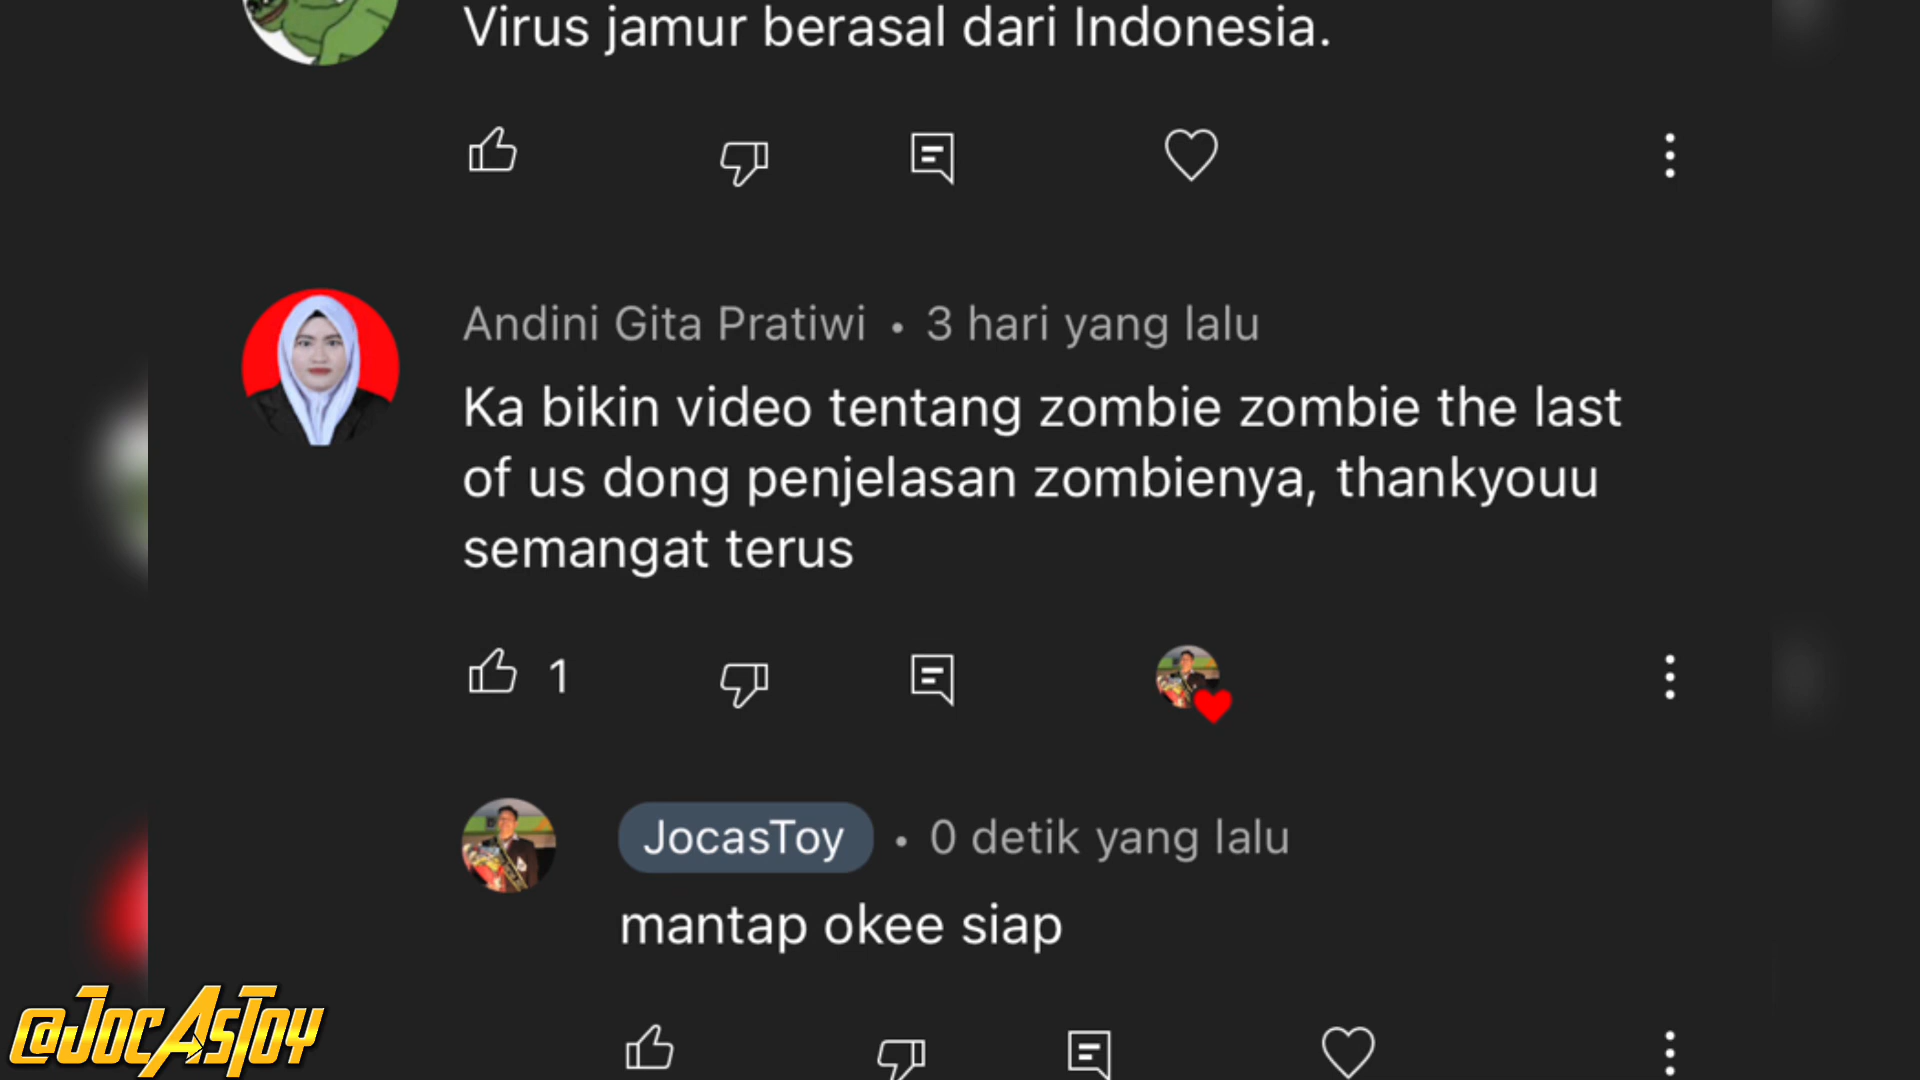 Virus jamur berasal dari Indonesia.
Andini Gita Pratiwi • 3 hari yang lalu
Ka bikin video tentang zombie zombie the last
of us dong penjelasan zombienya, thankyouu
semangat terus
1
JocasToy • 0 detik yang lalu
mantap okee siap
@JocasToy